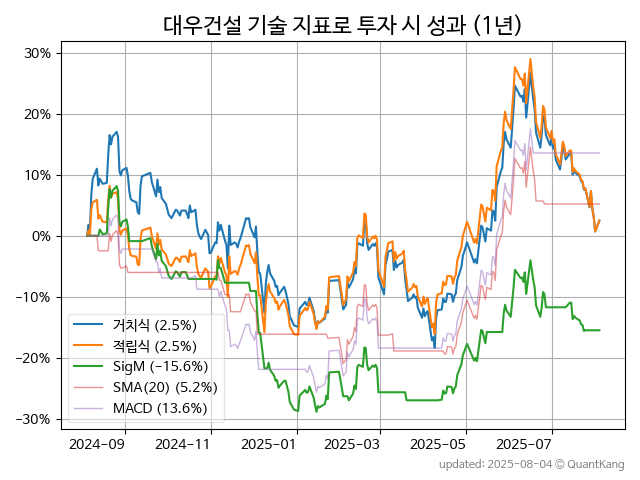 대우건설 기술 지표로 투자 시 성과 (1년)
30%
20%
10%
0%
−10%
−20%
−30%
거치식 (2.5%)
적립식 (2.5%)
SigM (−15.6%)
SMA(20) (5.2%)
MACD (13.6%)
2024-09
2024-11
2025-01
2025-03
2025-05
2025-07
updated: 2025-08-04 © QuantKang